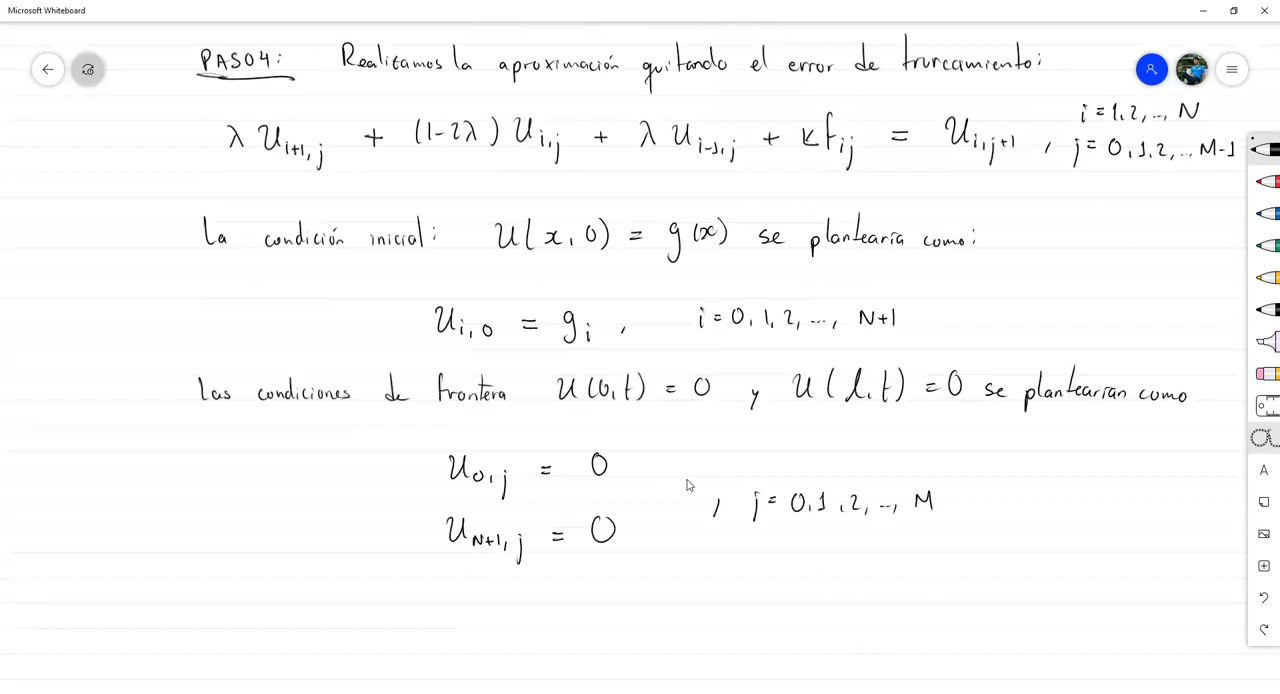 Microsoft Whiteboard
PASO4: Realizamos la aproximación quitando el error de truncamiento:
λ U_{i+1,j} + (1-2λ) U_{i,j} + λ U_{i-1,j} + k f_{ij} = U_{i,j+1} , i = 1,2,..., N
j = 0,1,2,... M-1
La condición inicial: U(x,0) = g(x) se plantearía como:
U_{i,0} = g_i , i = 0,1,2,..., N+1
Las condiciones de frontera U(0,t) = 0 y U(l,t) = 0 se plantearían como
U_{0,j} = 0
, j = 0,1,2,..., M
U_{N+1,j} = 0
A